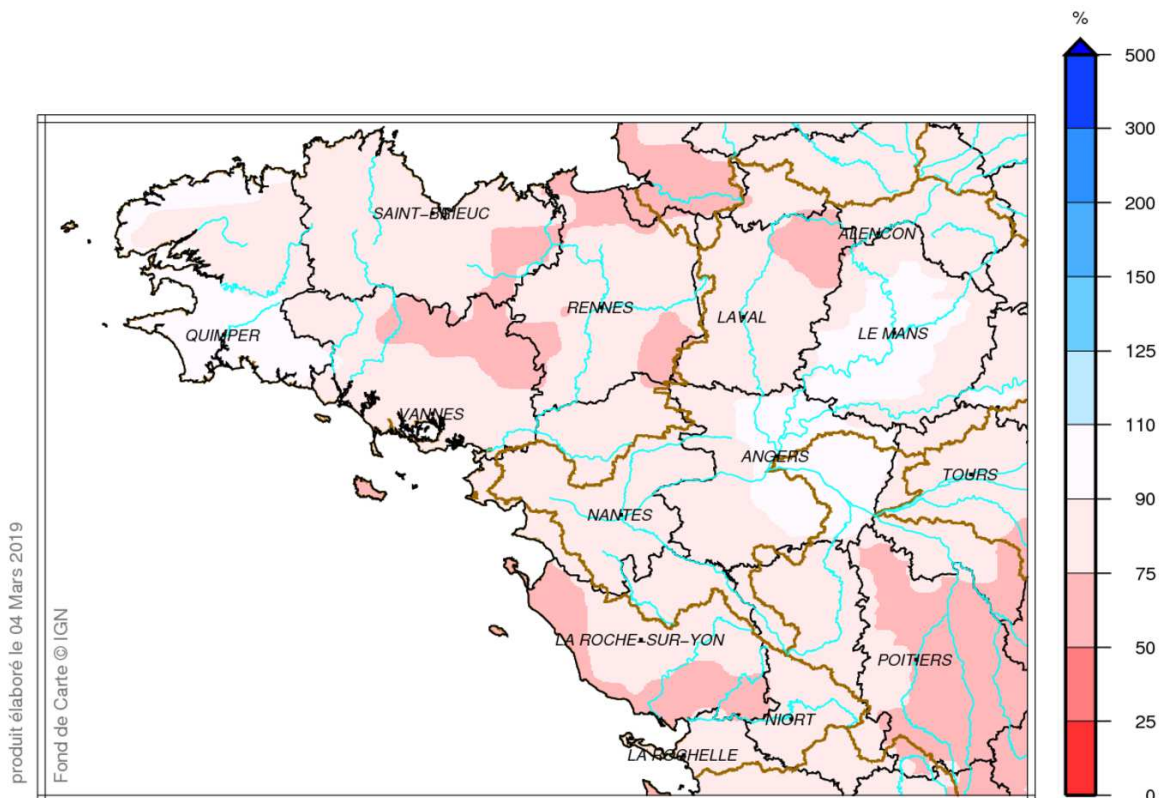 %
500
300
200
150
125
110
90
75
50
25
0
SAINT-BRIEUC
ALENCON
RENNES
LAVAL
LE MANS
QUIMPER
VANNES
ANGERS
TOURS
NANTES
LA ROCHE-SUR-YON
POITIERS
NIORT
LA ROCHELLE
produit élaboré le 04 Mars 2019
Fond de Carte © IGN